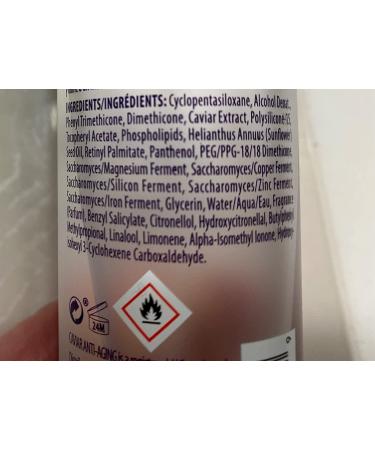 INGREDIENTS/INGRÉDIENTS: Cyclopentasiloxane, Alcohol Denat.,
Phenyl Trimethicone, Dimethicone, Caviar Extract, Polysilicone-15,
Tocopheryl Acetate, Phospholipids, Helianthus Annuus (Sunflower)
Seed Oil, Retinyl Palmitate, Panthenol, PEG/PPG-18/18 Dimethicone,
Saccharomyces/Magnesium Ferment, Saccharomyces/Copper Ferment,
Saccharomyces/Silicon Ferment, Saccharomyces/Zinc Ferment,
Saccharomyces/Iron Ferment, Glycerin, Water/Aqua/Eau, Fragrance
(Parfum), Benzyl Salicylate, Citronellol, Hydroxycitronellal, Butylphenyl
Methylpropional, Linalool, Limonene, Alpha-Isomethyl Ionone, Hydroxy-
isohexyl 3-Cyclohexene Carboxaldehyde.
24M
CAVIAR ANTI-AGING is a